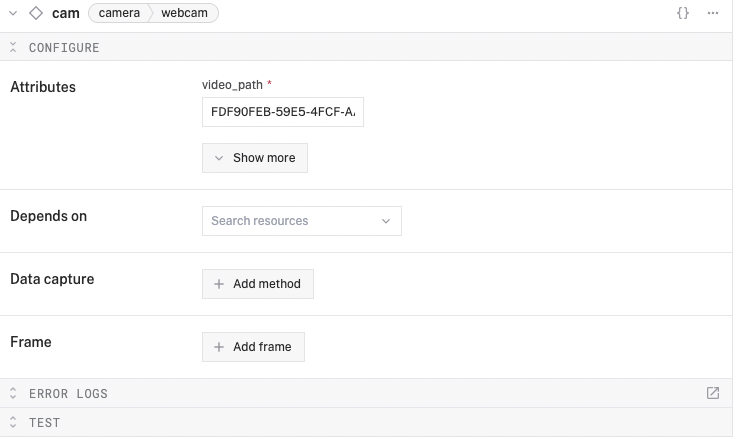 cam camera webcam {} ...
CONFIGURE
Attributes
video_path *
FDF90FEB-59E5-4FCF-A
Show more
Depends on
Search resources
Data capture
+ Add method
Frame
+ Add frame
ERROR LOGS
TEST